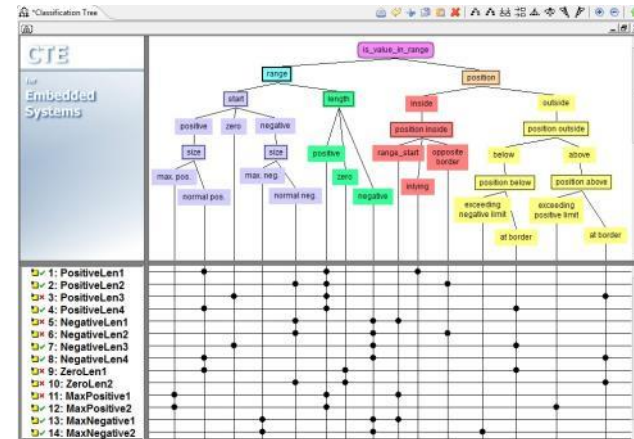 *Classification Tree
CTE
for
Embedded
Systems
is_value_in_range
range
position
start
length
inside
outside
positive
zero
negative
position inside
position outside
size
size
positive
range_start
opposite
border
below
above
max. pos.
max. neg.
zero
inlying
position below
position above
normal pos.
normal neg.
negative
exceeding
negative limit
exceeding
positive limit
at border
at border
1: PositiveLen1
2: PositiveLen2
3: PositiveLen3
4: PositiveLen4
5: NegativeLen1
6: NegativeLen2
7: NegativeLen3
8: NegativeLen4
9: ZeroLen1
10: ZeroLen2
11: MaxPositive1
12: MaxPositive2
13: MaxNegative1
14: MaxNegative2